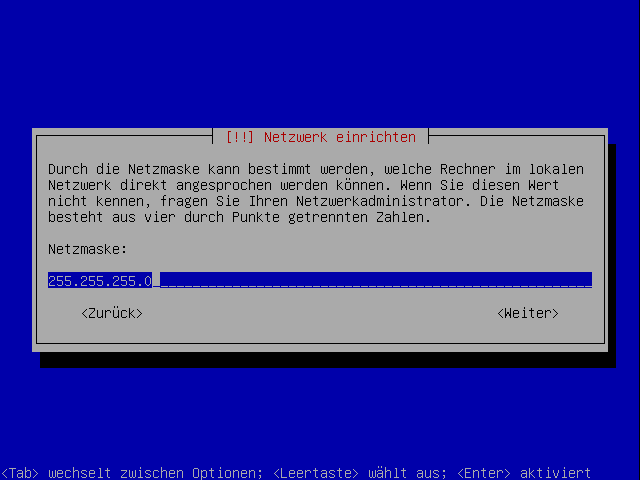 [!!] Netzwerk einrichten
Durch die Netzmaske kann bestimmt werden, welche Rechner im lokalen
Netzwerk direkt angesprochen werden können. Wenn Sie diesen Wert
nicht kennen, fragen Sie Ihren Netzwerkadministrator. Die Netzmaske
besteht aus vier durch Punkte getrennten Zahlen.
Netzmaske:
255.255.255.0
<Zurück> <Weiter>
<Tab> wechselt zwischen Optionen; <Leertaste> wählt aus; <Enter> aktiviert